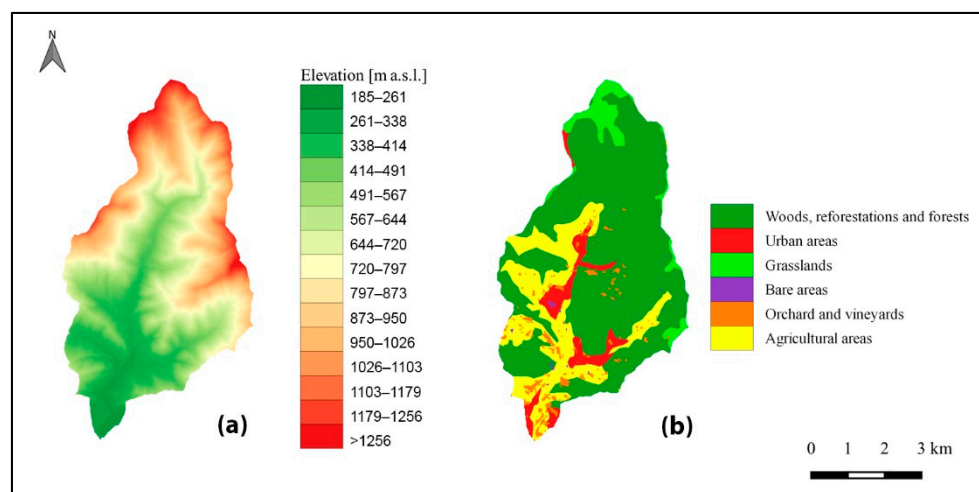 N
Elevation [m a.s.l.]
185–261
261–338
338–414
414–491
491–567
567–644
644–720
720–797
797–873
873–950
950–1026
1026–1103
1103–1179
1179–1256
>1256
(a)
Woods, reforestations and forests
Urban areas
Grasslands
Bare areas
Orchard and vineyards
Agricultural areas
(b)
0 1 2 3 km